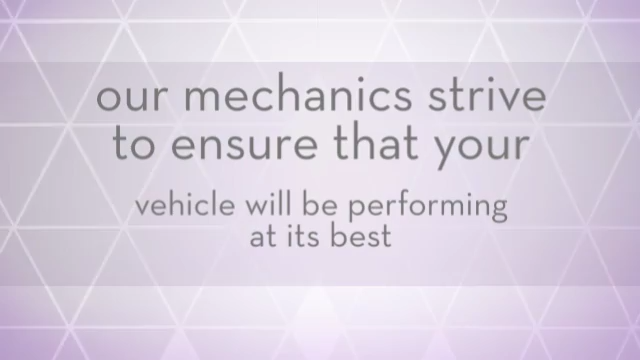 our mechanics strive
to ensure that your
vehicle will be performing
at its best